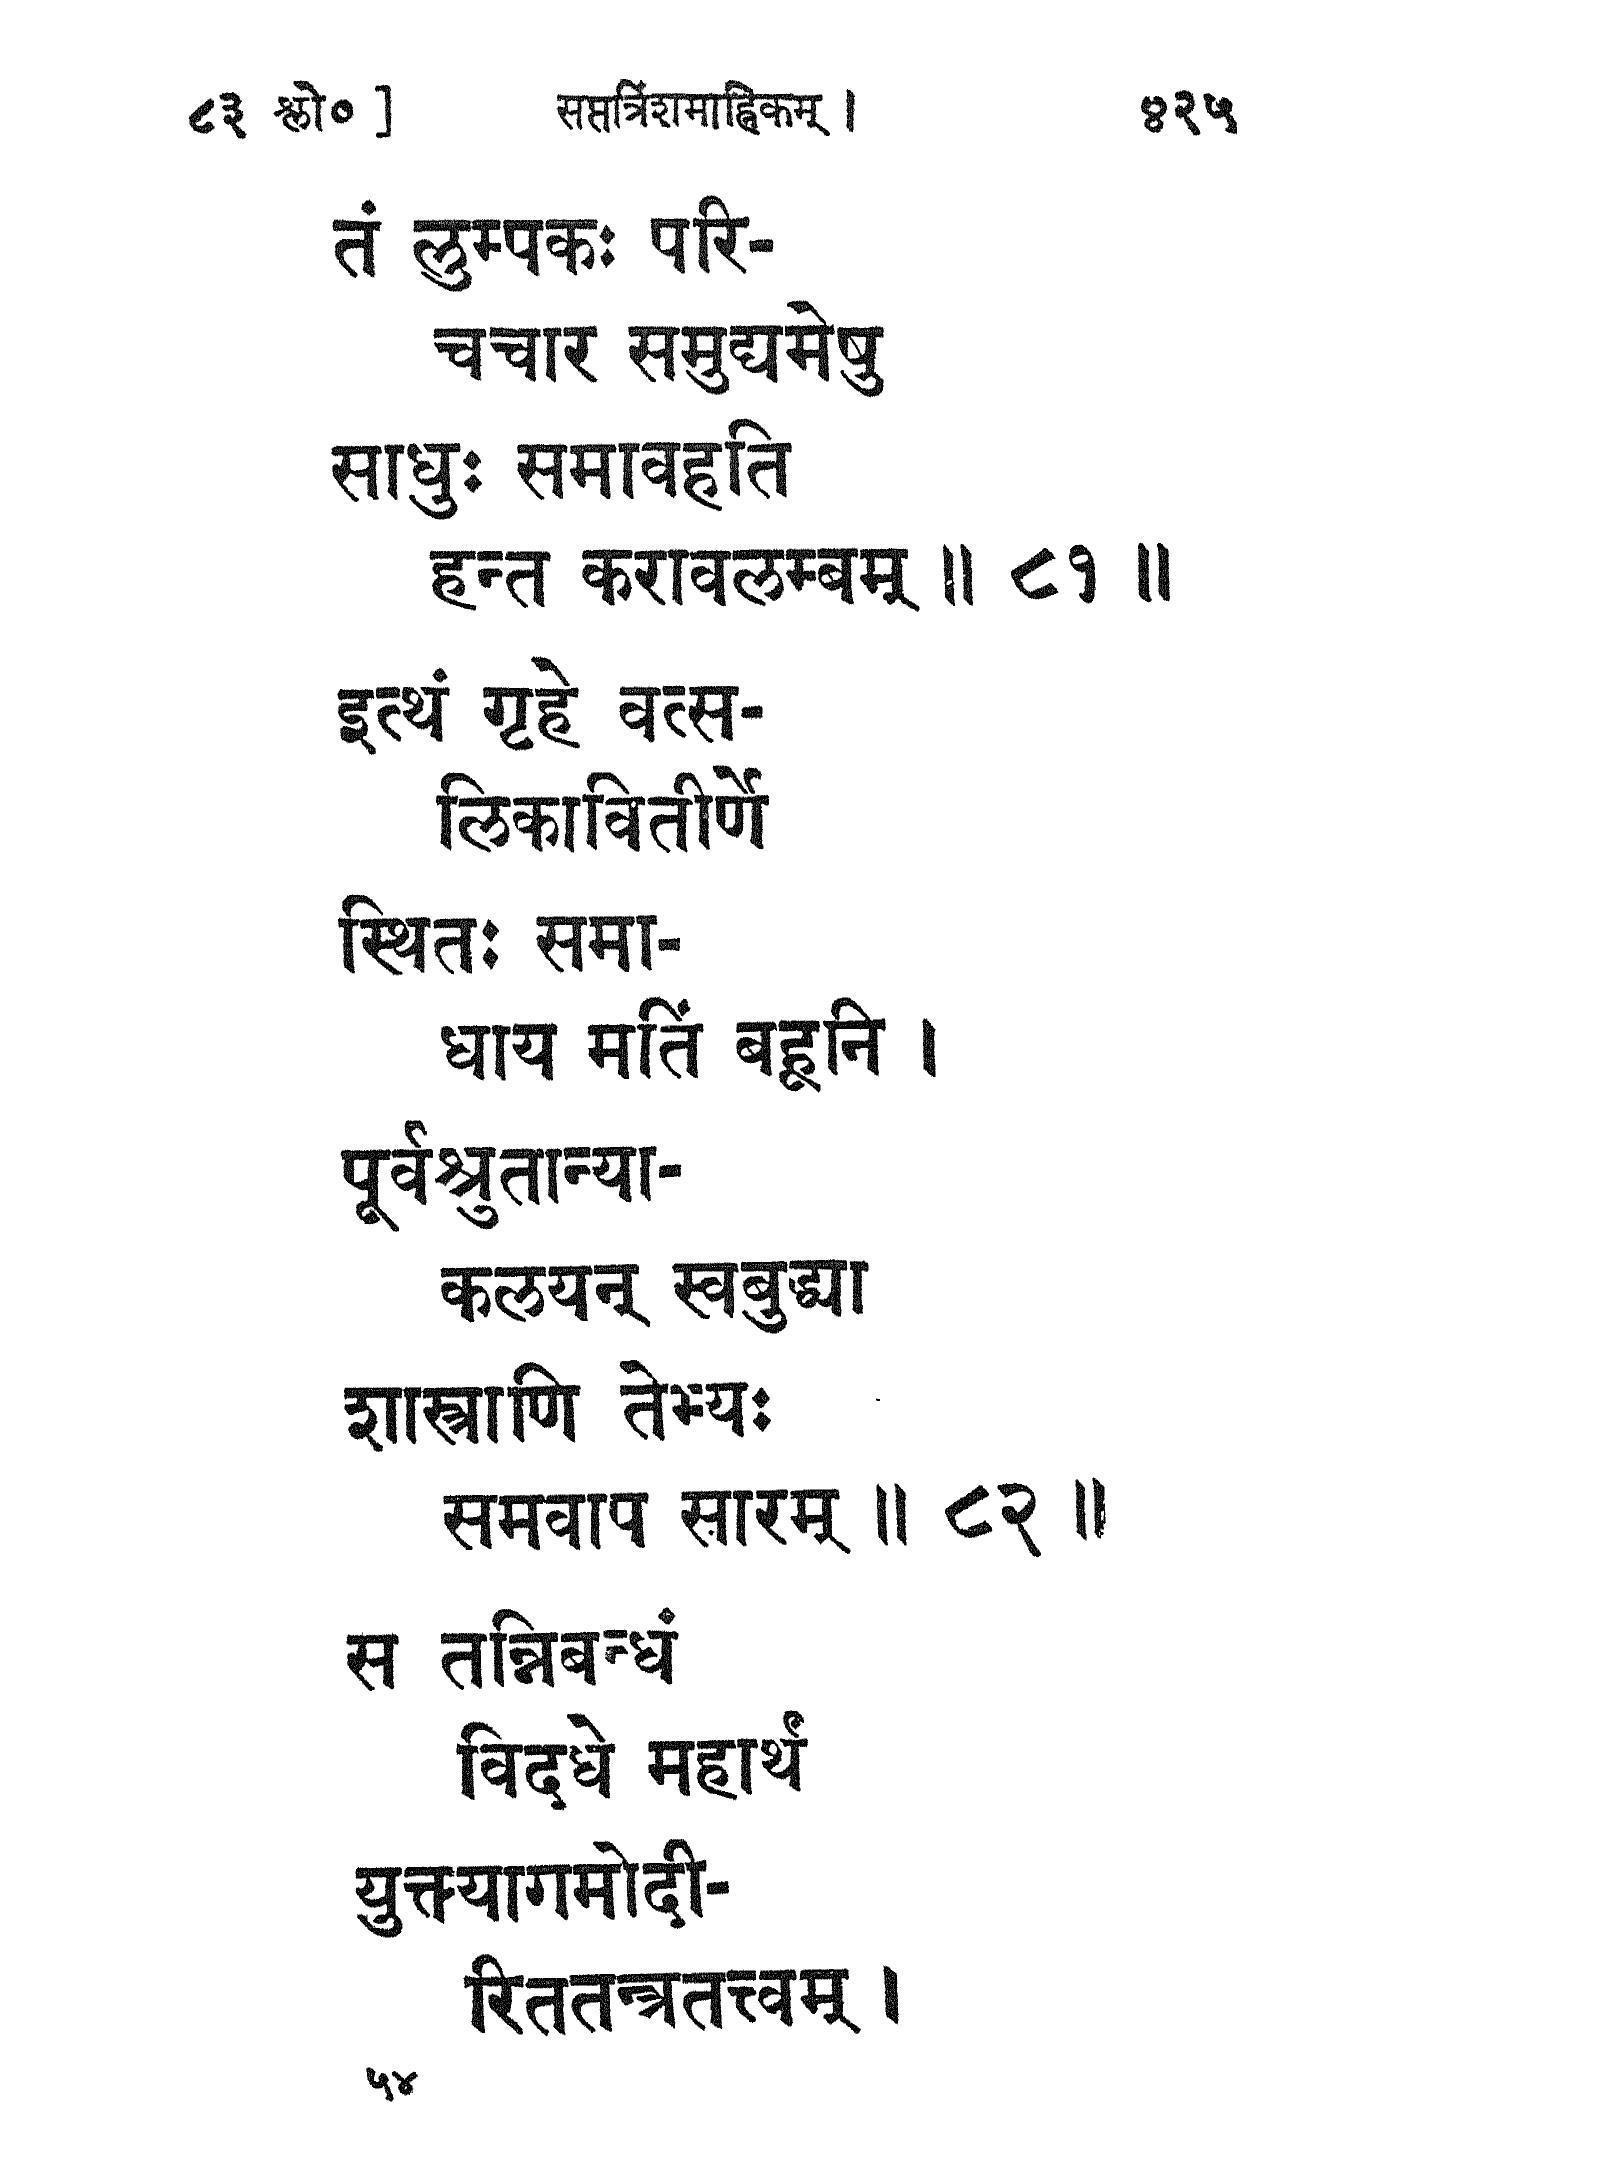 ८३ श्लो० ] सप्तत्रिंशमाह्निकम् । ४२५
तं लुम्पकः परि-
चचार समुद्यमेषु
साधुः समावहति
हन्त करावलम्बम् ॥ ८१ ॥
इत्थं गृहे वत्स-
लिकावितीर्णे
स्थितः समा-
धाय मतिं बहूनि ।
पूर्वश्रुतान्या-
कलयन् स्वबुद्ध्या
शास्त्राणि तेभ्यः
समवाप सारम् ॥ ८२ ॥
स तन्निबन्धं
विदधे महार्थं
युक्त्यागमोदी-
रिततन्त्रतत्त्वम् ।
५४